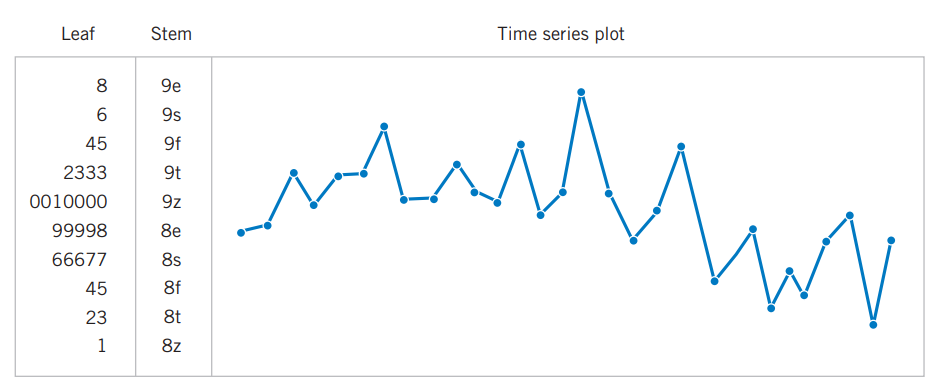 Leaf Stem Time series plot
8 9e
6 9s
45 9f
2333 9t
0010000 9z
99998 8e
66677 8s
45 8f
23 8t
1 8z